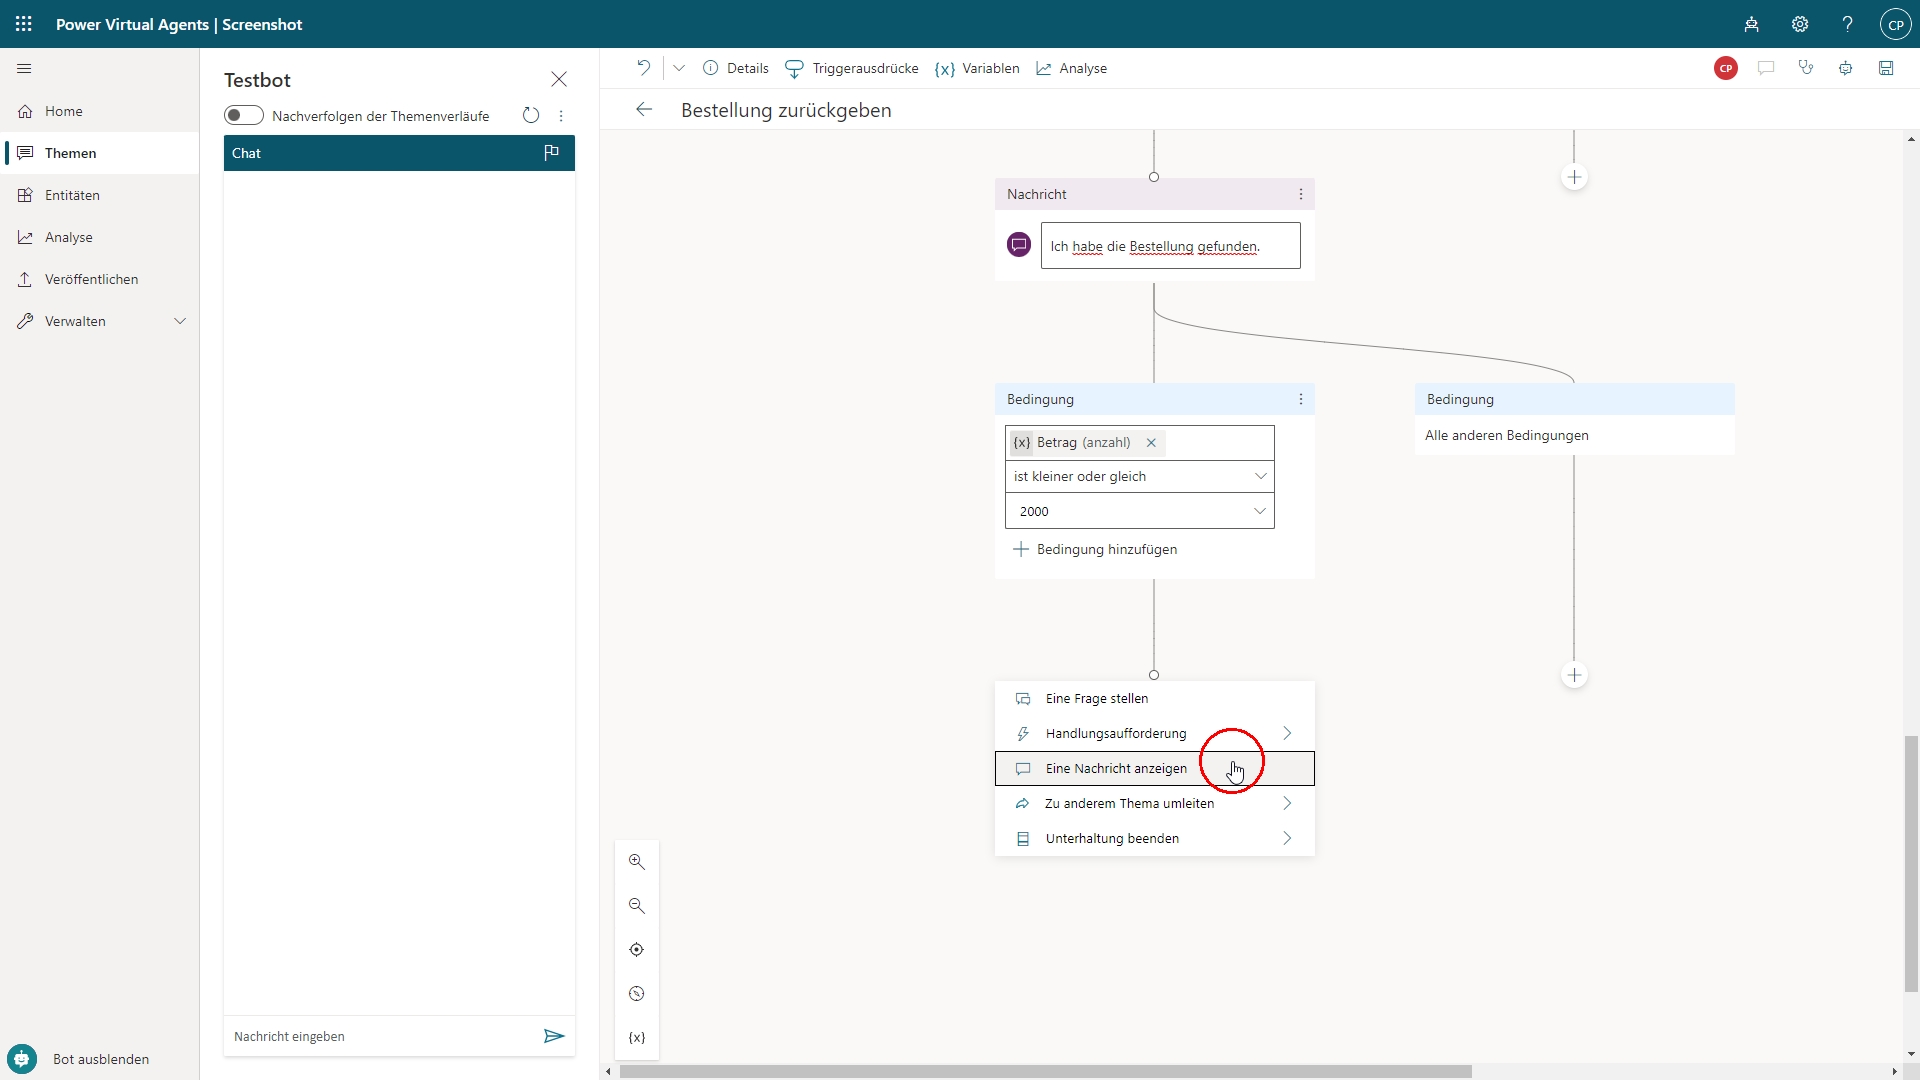 Power Virtual Agents | Screenshot
CP
Home
Themen
Entitäten
Analyse
Veröffentlichen
Verwalten
Bot ausblenden
Testbot
Nachverfolgen der Themenverläufe
Chat
Nachricht eingeben
Details
Triggerausdrücke
{x} Variablen
Analyse
CP
Bestellung zurückgeben
Nachricht
Ich habe die Bestellung gefunden.
Bedingung
{x} Betrag (anzahl)
ist kleiner oder gleich
2000
Bedingung hinzufügen
Bedingung
Alle anderen Bedingungen
Eine Frage stellen
Handlungsaufforderung
Eine Nachricht anzeigen
Zu anderem Thema umleiten
Unterhaltung beenden
{x}